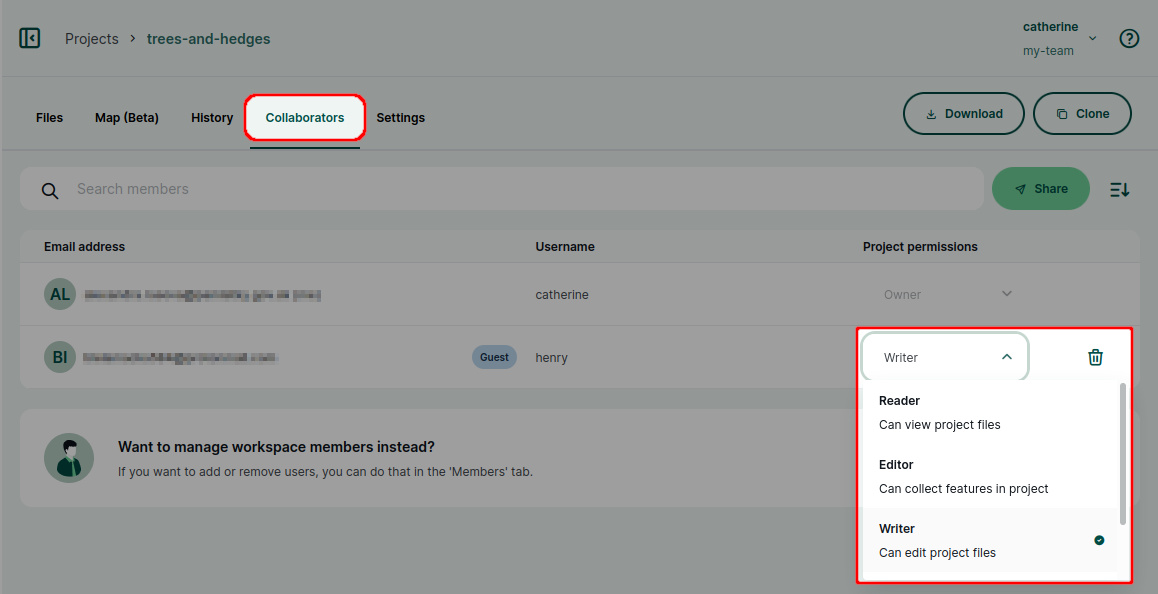 Projects > trees-and-hedges
catherine
my-team
Files Map (Beta) History Collaborators Settings
Download Clone
Search members
Share
Email address Username Project permissions
AL catherine Owner
BI Guest henry Writer
Reader
Can view project files
Editor
Can collect features in project
Writer
Can edit project files
Want to manage workspace members instead?
If you want to add or remove users, you can do that in the 'Members' tab.